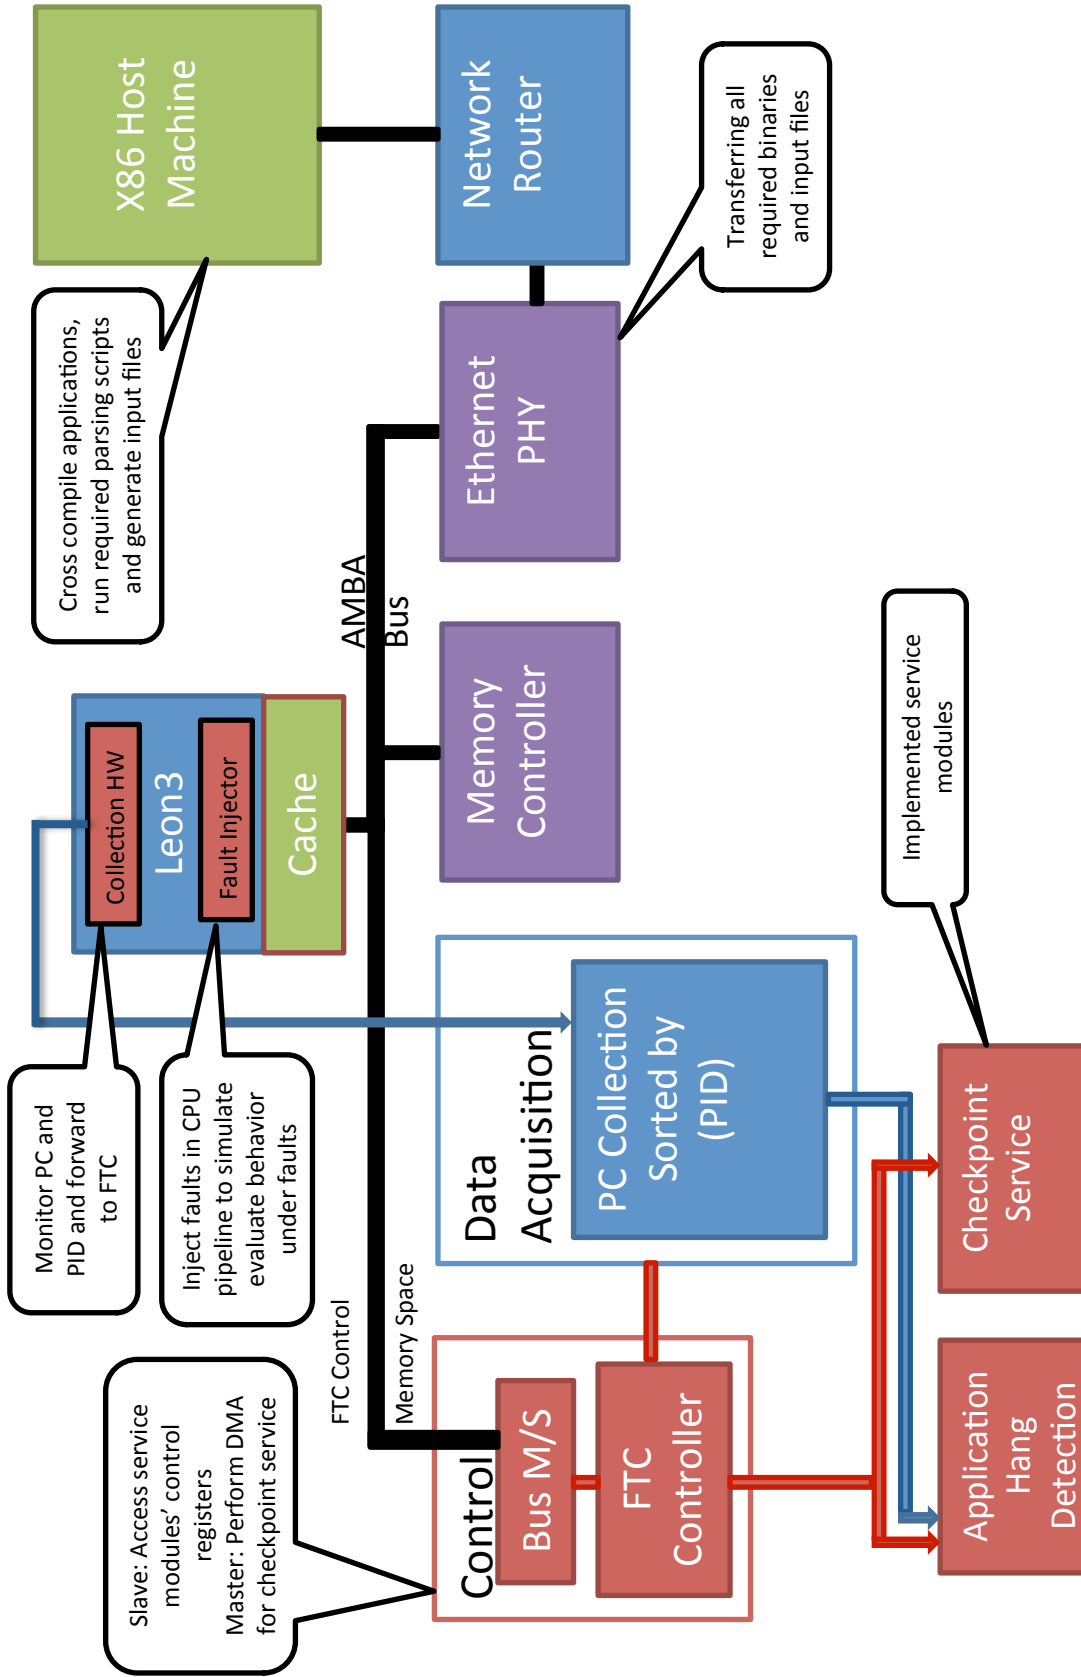 Slave: Access service
modules' control
registers
Master: Perform DMA
for checkpoint service
Monitor PC and
PID and forward
to FTC
Inject faults in CPU
pipeline to simulate
evaluate behavior
under faults
Collection HW
Leon3
Fault Injector
Cache
Cross compile applications,
run required parsing scripts
and generate input files
X86 Host
Machine
FTC Control
Memory Space
AMBA
Bus
Control
Bus M/S
FTC
Controller
Data
Acquisition
PC Collection
Sorted by
(PID)
Memory
Controller
Ethernet
PHY
Network
Router
Transferring all
required binaries
and input files
Application
Hang
Detection
Checkpoint
Service
Implemented service
modules